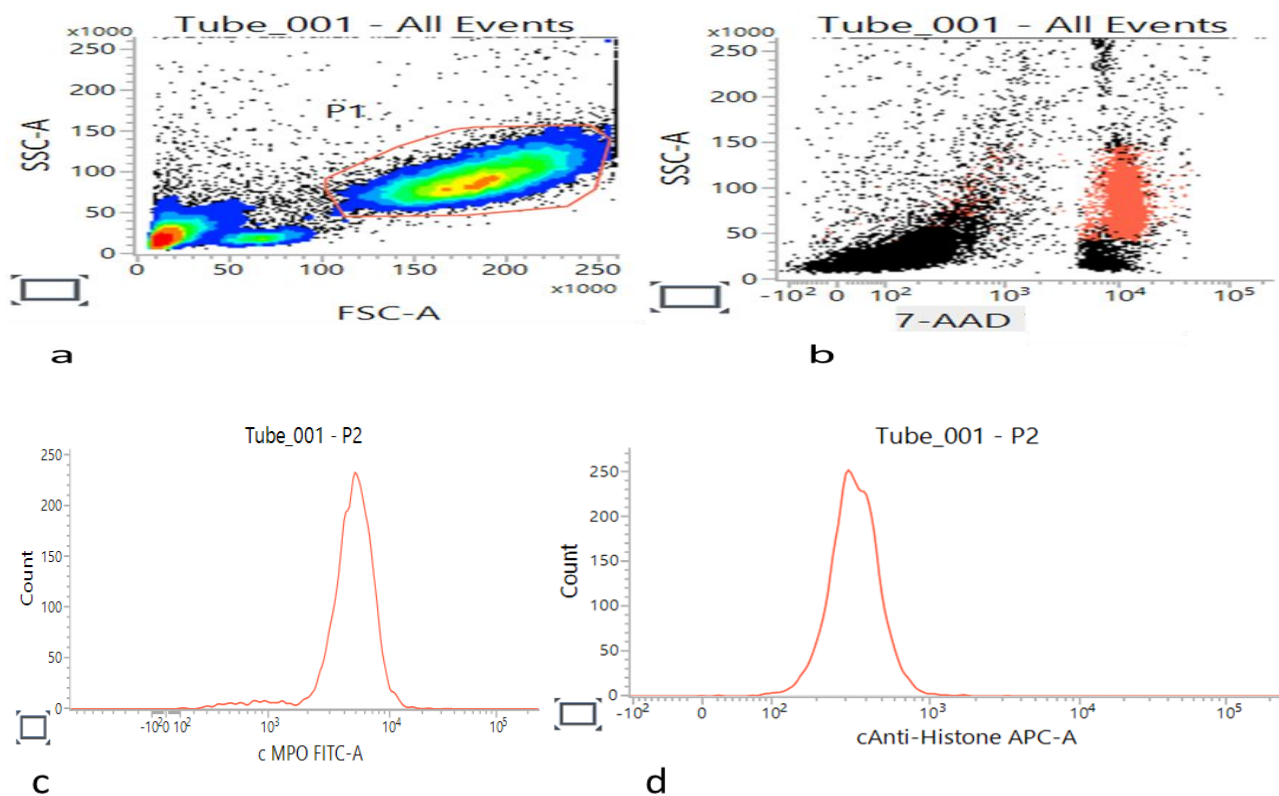 Tube_001 - All Events
x1000
250
200
150
100
50
0
SSC-A
P1
0 50 100 150 200 250
x1000
FSC-A
a
Tube_001 - All Events
x1000
250
200
150
100
50
0
SSC-A
-10² 0 10² 10³ 10⁴ 10⁵
7-AAD
b
Tube_001 - P2
250
200
150
100
50
0
Count
-10² 0 10² 10³ 10⁴ 10⁵
c MPO FITC-A
c
Tube_001 - P2
250
200
150
100
50
0
Count
-10² 0 10² 10³ 10⁴ 10⁵
cAnti-Histone APC-A
d